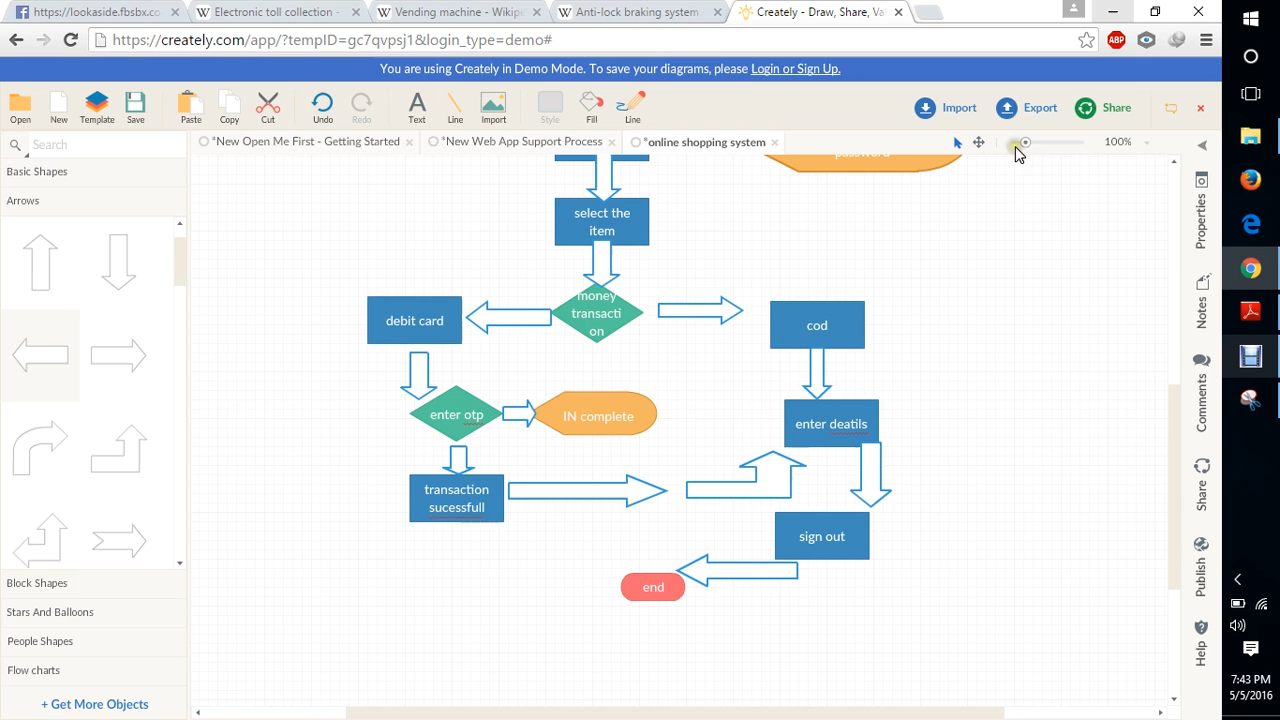 https://lookaside.fbsbx.c
Electronic toll collection -
Vending machine - Wikipe
Anti-lock braking system
Creately - Draw, Share, Va
https://creately.com/app/?tempID=gc7qvpsj1&login_type=demo#
ABP
You are using Creately in Demo Mode. To save your diagrams, please Login or Sign Up.
Open
New
Template
Save
Paste
Copy
Cut
Undo
Redo
Text
Line
Import
Style
Fill
Line
Import
Export
Share
Search
*New Open Me First - Getting Started
*New Web App Support Process
*online shopping system
100%
Basic Shapes
Arrows
Block Shapes
Stars And Balloons
People Shapes
Flow charts
+ Get More Objects
password
select the
item
money
transacti
on
debit card
cod
enter otp
IN complete
enter deatils
transaction
sucessfull
sign out
end
Properties
Notes
Comments
Share
Publish
Help
7:43 PM
5/5/2016